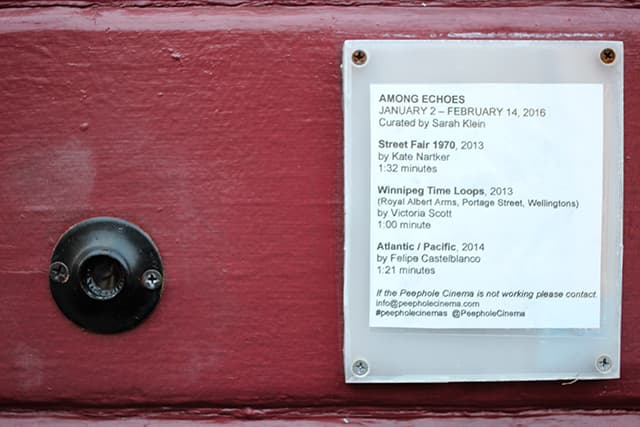 AMONG ECHOES
JANUARY 2 – FEBRUARY 14, 2016
Curated by Sarah Klein
Street Fair 1970, 2013
by Kate Nartker
1:32 minutes
Winnipeg Time Loops, 2013
(Royal Albert Arms, Portage Street, Wellingtons)
by Victoria Scott
1:00 minute
Atlantic / Pacific, 2014
by Felipe Castelblanco
1:21 minutes
If the Peephole Cinema is not working please contact.
info@peepholecinema.com
#peepholecinemas @PeepholeCinema